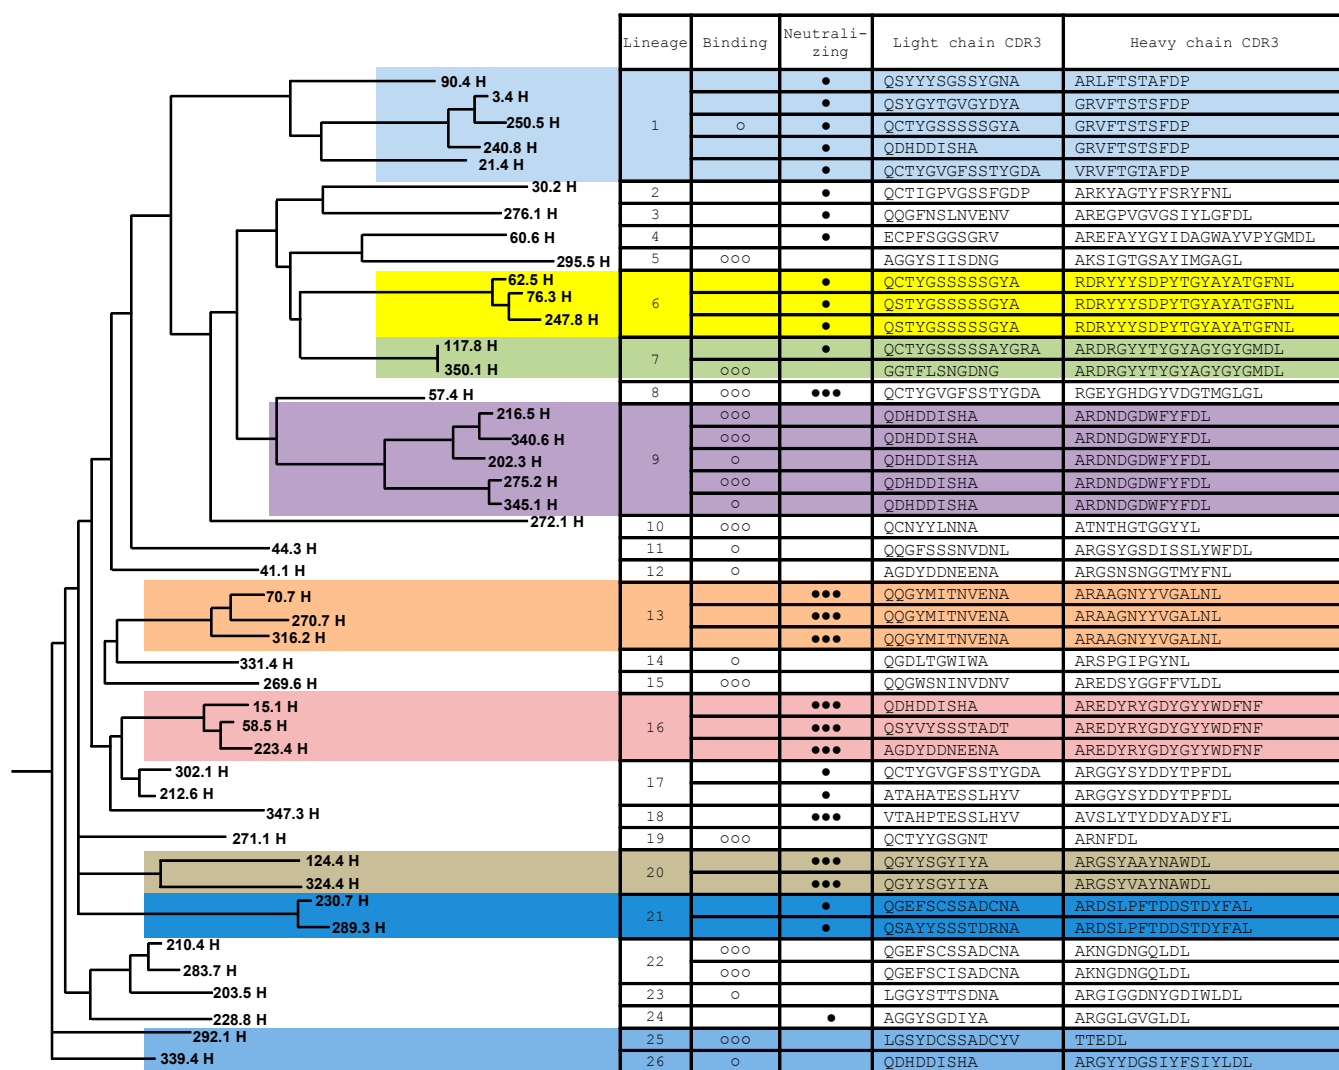 Lineage Binding Neutrali-zing Light chain CDR3 Heavy chain CDR3
90.4 H 1 ● QSYYYSGSSYGNA ARLFTSTAFDP
3.4 H ● QSYGYTGVGYDYA GRVFTSTSFDP
250.5 H ○ ● QCTYGSSSSSGYA GRVFTSTSFDP
240.8 H ● QDHDDISHA GRVFTSTSFDP
21.4 H ● QCTYGVGFSSTYGDA VRVFTGTAFDP
30.2 H 2 ● QCTIGPVGSSFGDP ARKYAGTYFSRYFNL
276.1 H 3 ● QQGFNSLNVENV AREGPVGVGSIYLGFDL
60.6 H 4 ● ECPFSGGSGRV AREFAYYGYIDAGWAYVPYGMDL
295.5 H 5 ○○○ AGGYSIISDNG AKSIGTGSAYIMGAGL
62.5 H 6 ● QCTYGSSSSSGYA RDRYYYSDPYTGYAYATGFNL
76.3 H ● QSTYGSSSSSGYA RDRYYYSDPYTGYAYATGFNL
247.8 H ● QSTYGSSSSSGYA RDRYYYSDPYTGYAYATGFNL
117.8 H 7 ● QCTYGSSSSSAYGRA ARDRGYYTYGYAGYGYGMDL
350.1 H ○○○ GGTFLSNGDNG ARDRGYYTYGYAGYGYGMDL
57.4 H 8 ○○○ ●●● QCTYGVGFSSTYGDA RGEYGHDGYVDGTMGLGL
216.5 H 9 ○○○ QDHDDISHA ARDNDGDWFYFDL
340.6 H ○○○ QDHDDISHA ARDNDGDWFYFDL
202.3 H ○ QDHDDISHA ARDNDGDWFYFDL
275.2 H ○○○ QDHDDISHA ARDNDGDWFYFDL
345.1 H ○ QDHDDISHA ARDNDGDWFYFDL
272.1 H 10 ○○○ QCNYYLNNA ATNTHGTGGYYL
44.3 H 11 ○ QQGFSSSNVDNL ARGSYGSDISSLYWFDL
41.1 H 12 ○ AGDYDDNEENA ARGSNSNGGTMYFNL
70.7 H 13 ●●● QQGYMITNVENA ARAAGNYYVGALNL
270.7 H ●●● QQGYMITNVENA ARAAGNYYVGALNL
316.2 H ●●● QQGYMITNVENA ARAAGNYYVGALNL
331.4 H 14 ○ QGDLTGWIWA ARSPGIPGYNL
269.6 H 15 ○○○ QQGWSNINVDNV AREDSYGGFFVLDL
15.1 H 16 ●●● QDHDDISHA AREDYRYGDYGYYWDFNF
58.5 H ●●● QSYVYSSSTADT AREDYRYGDYGYYWDFNF
223.4 H ●●● AGDYDDNEENA AREDYRYGDYGYYWDFNF
302.1 H 17 ● QCTYGVGFSSTYGDA ARGGYSYDDYTPFDL
212.6 H ● ATAHATESSLHYV ARGGYSYDDYTPFDL
347.3 H 18 ●●● VTAHPTESSLHYV AVSLYTYDDYADYFL
271.1 H 19 ○○○ QCTYYGSGNT ARNFDL
124.4 H 20 ●●● QGYYSGYIYA ARGSYAAYNAWDL
324.4 H ●●● QGYYSGYIYA ARGSYVAYNAWDL
230.7 H 21 ● QGEFSCSSADCNA ARDSLPFTDDSTDYFAL
289.3 H ● QSAYYSSSTDRNA ARDSLPFTDDSTDYFAL
210.4 H 22 ○○○ QGEFSCSSADCNA AKNGDNGQLDL
283.7 H ○○○ QGEFSCISADCNA AKNGDNGQLDL
203.5 H 23 ○ LGGYSTTSDNA ARGIGGDNYGDIWLDL
228.8 H 24 ● AGGYSGDIYA ARGGLGVGLDL
292.1 H 25 ○○○ LGSYDCSSADCYV TTEDL
339.4 H 26 ○ QDHDDISHA ARGYYDGSIYFSIYLDL